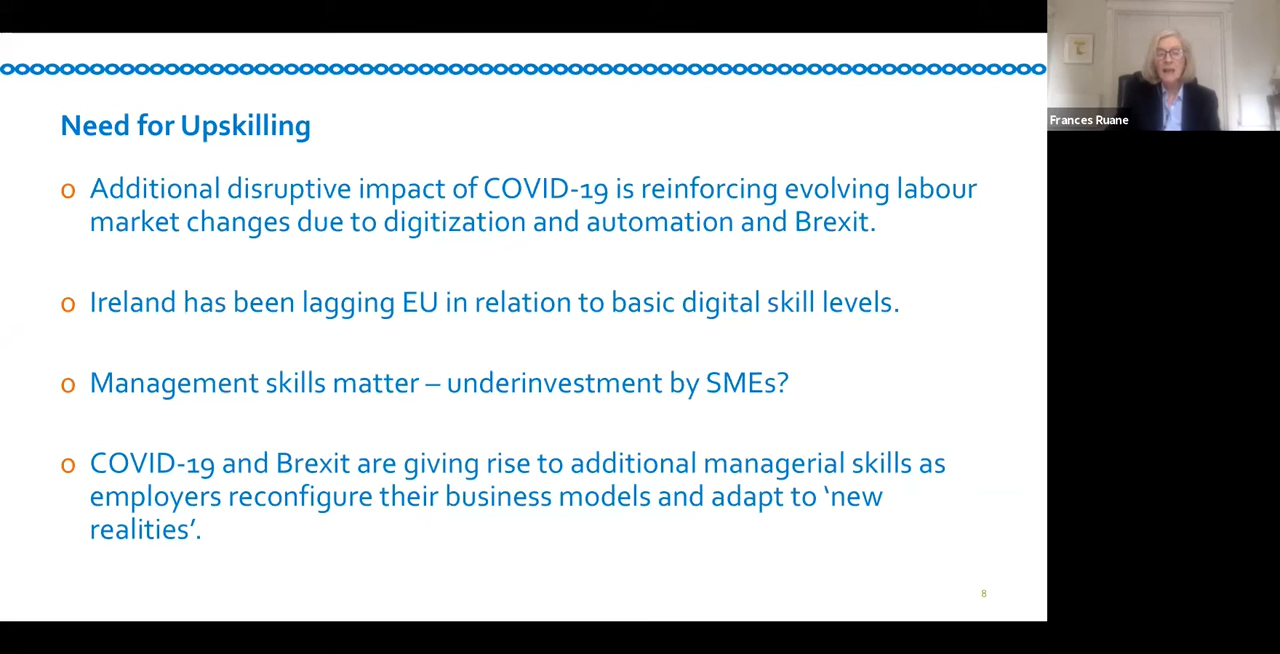 Need for Upskilling
o Additional disruptive impact of COVID-19 is reinforcing evolving labour
market changes due to digitization and automation and Brexit.
o Ireland has been lagging EU in relation to basic digital skill levels.
o Management skills matter – underinvestment by SMEs?
o COVID-19 and Brexit are giving rise to additional managerial skills as
employers reconfigure their business models and adapt to ‘new
realities’.
8
Frances Ruane